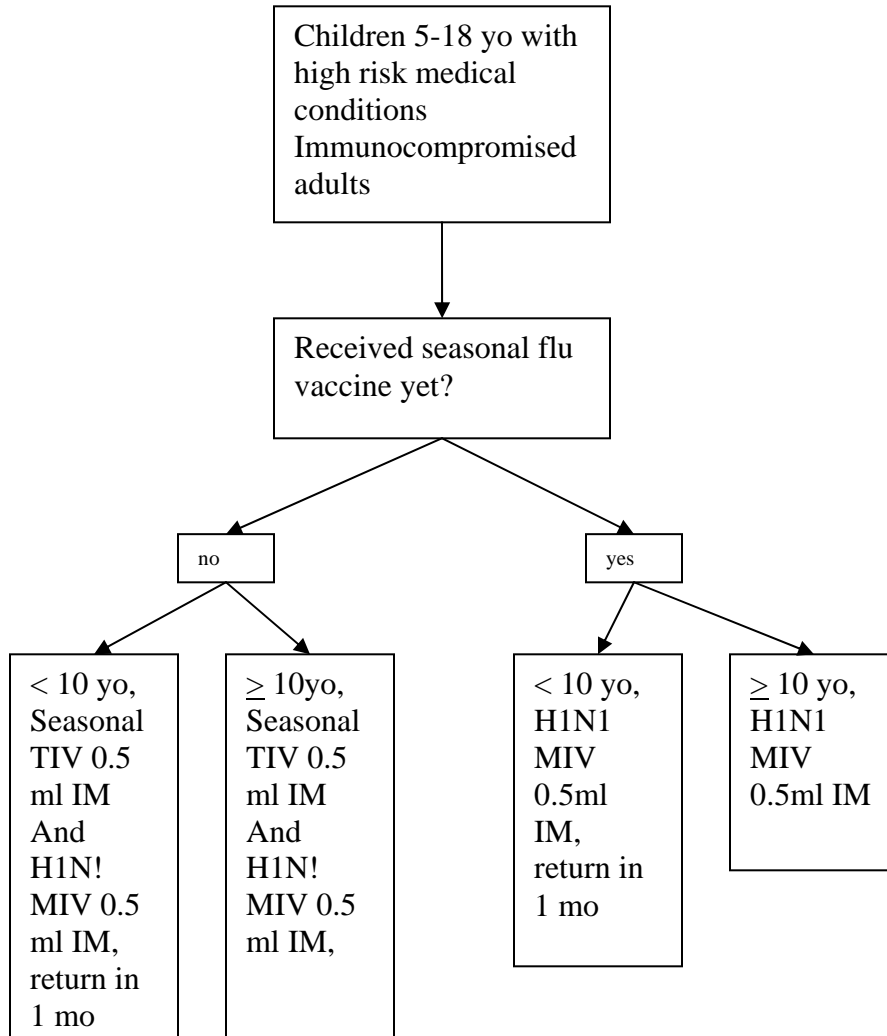 Children 5-18 yo with
high risk medical
conditions
Immunocompromised
adults
Received seasonal flu
vaccine yet?
no
yes
< 10 yo,
Seasonal
TIV 0.5
ml IM
And
H1N!
MIV 0.5
ml IM,
return in
1 mo
≥ 10yo,
Seasonal
TIV 0.5
ml IM
And
H1N!
MIV 0.5
ml IM,
< 10 yo,
H1N1
MIV
0.5ml
IM,
return in
1 mo
≥ 10 yo,
H1N1
MIV
0.5ml IM